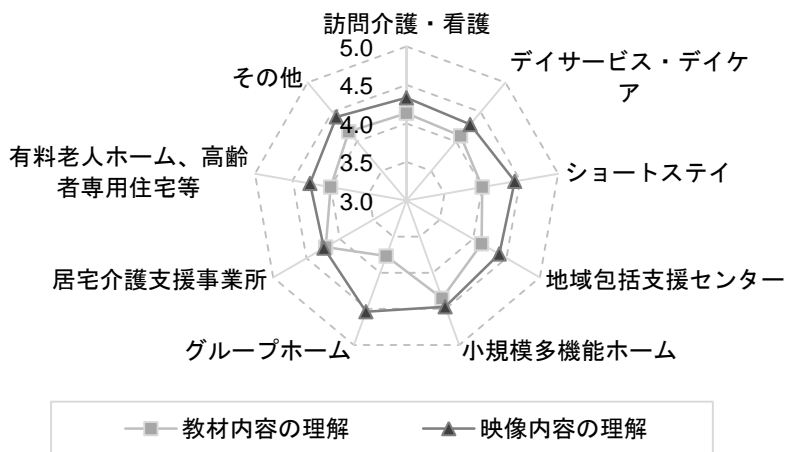 訪問介護・看護
デイサービス・デイケ
ア
ショートステイ
地域包括支援センター
小規模多機能ホーム
グループホーム
居宅介護支援事業所
有料老人ホーム、高齢
者専用住宅等
その他
5.0
4.5
4.0
3.5
3.0
教材内容の理解
映像内容の理解